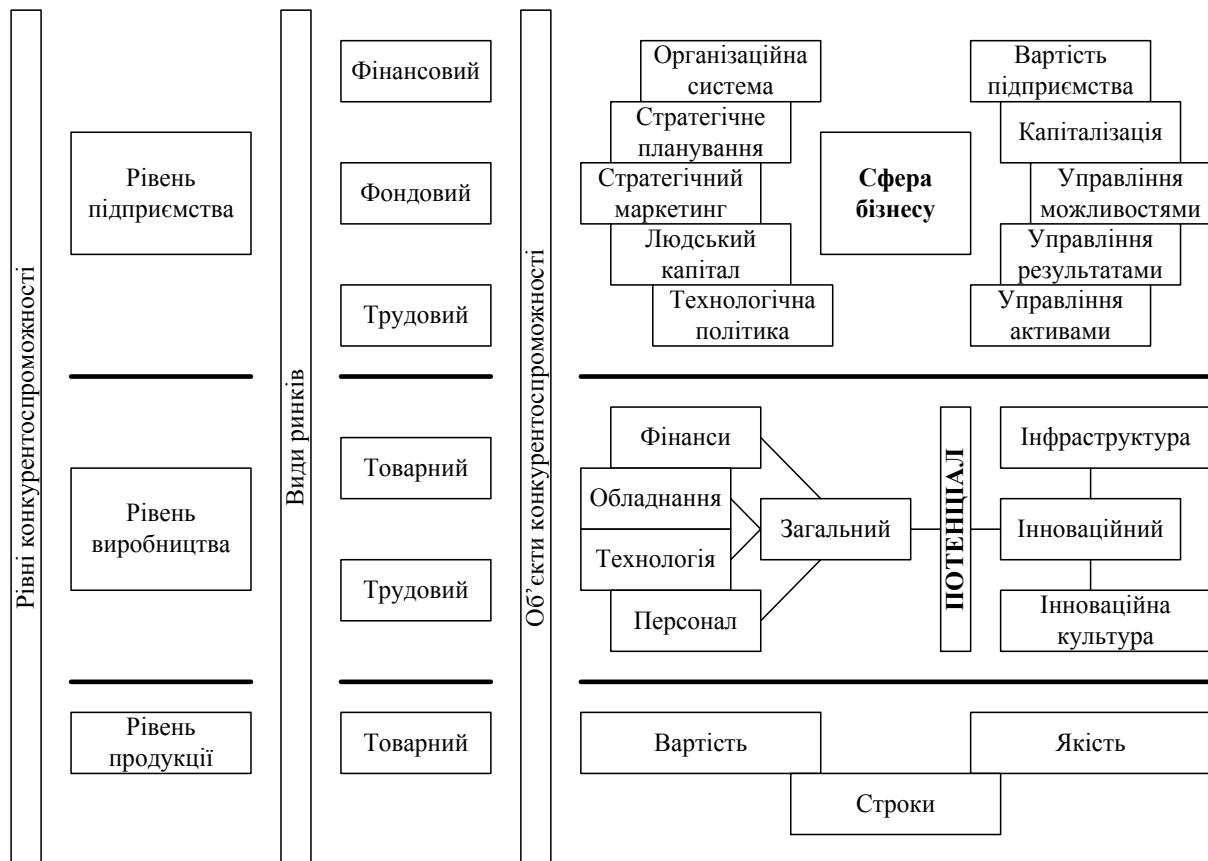 Рівні конкурентоспроможності
Рівень
підприємства
Рівень
виробництва
Рівень
продукції
Види ринків
Фінансовий
Фондовий
Трудовий
Товарний
Трудовий
Товарний
Об’єкти конкурентоспроможності
Організаційна
система
Стратегічне
планування
Стратегічний
маркетинг
Людський
капітал
Технологічна
політика
Сфера
бізнесу
Вартість
підприємства
Капіталізація
Управління
можливостями
Управління
результатами
Управління
активами
Фінанси
Обладнання
Технологія
Персонал
Загальний
ПОТЕНЦІАЛ
Інфраструктура
Інноваційний
Інноваційна
культура
Вартість
Якість
Строки